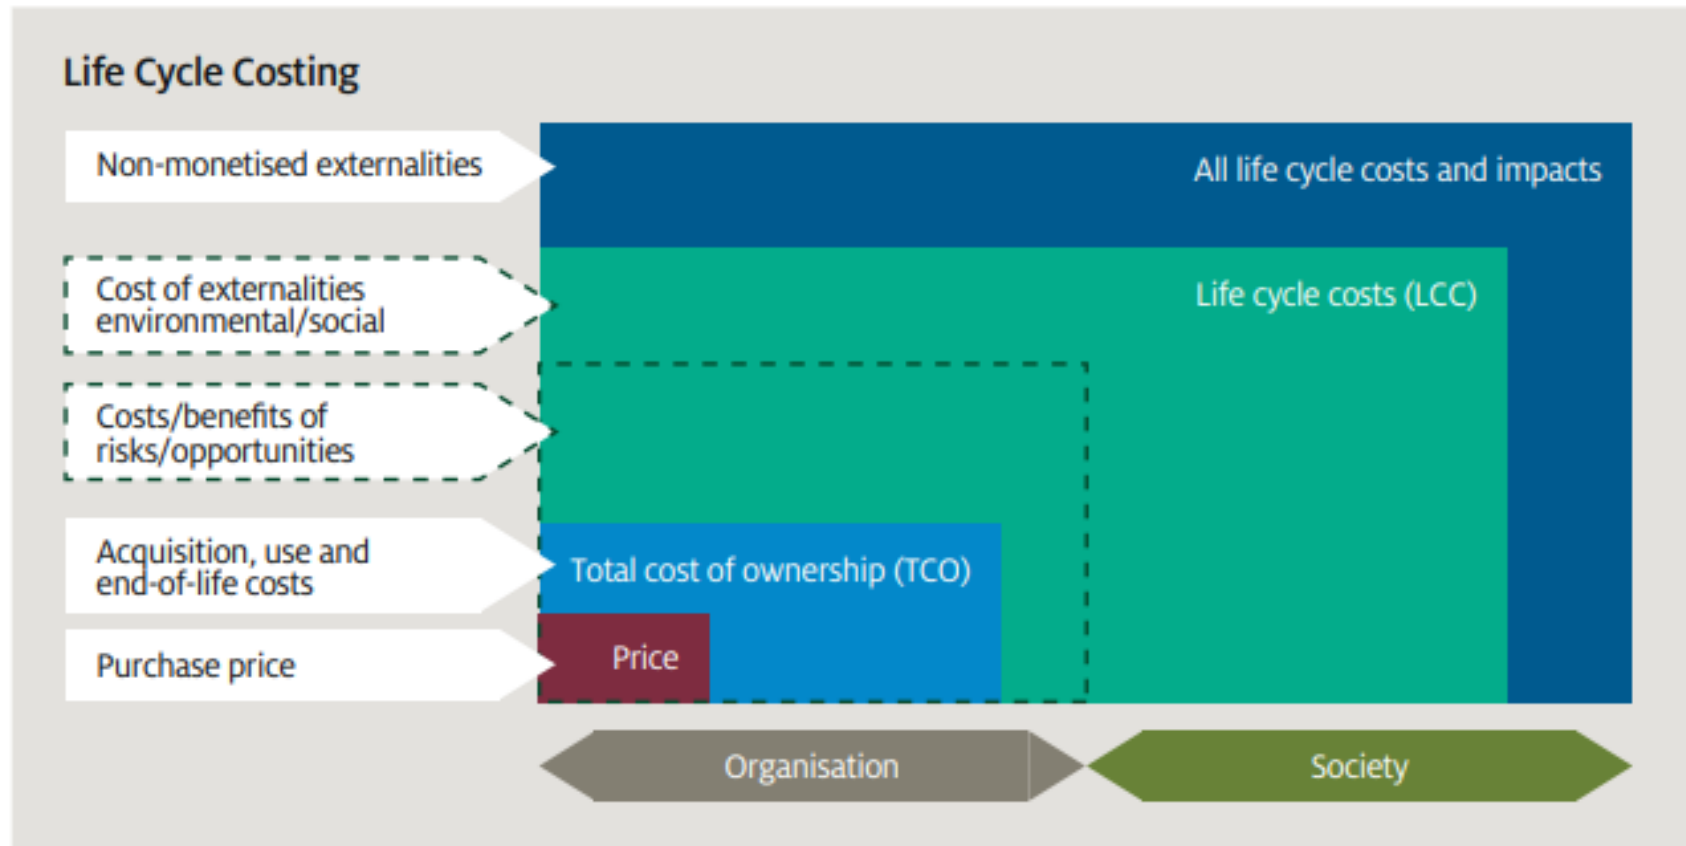 Life Cycle Costing
Non-monetised externalities
All life cycle costs and impacts
Cost of externalities
environmental/social
Life cycle costs (LCC)
Costs/benefits of
risks/opportunities
Acquisition, use and
end-of-life costs
Total cost of ownership (TCO)
Purchase price
Price
Organisation
Society